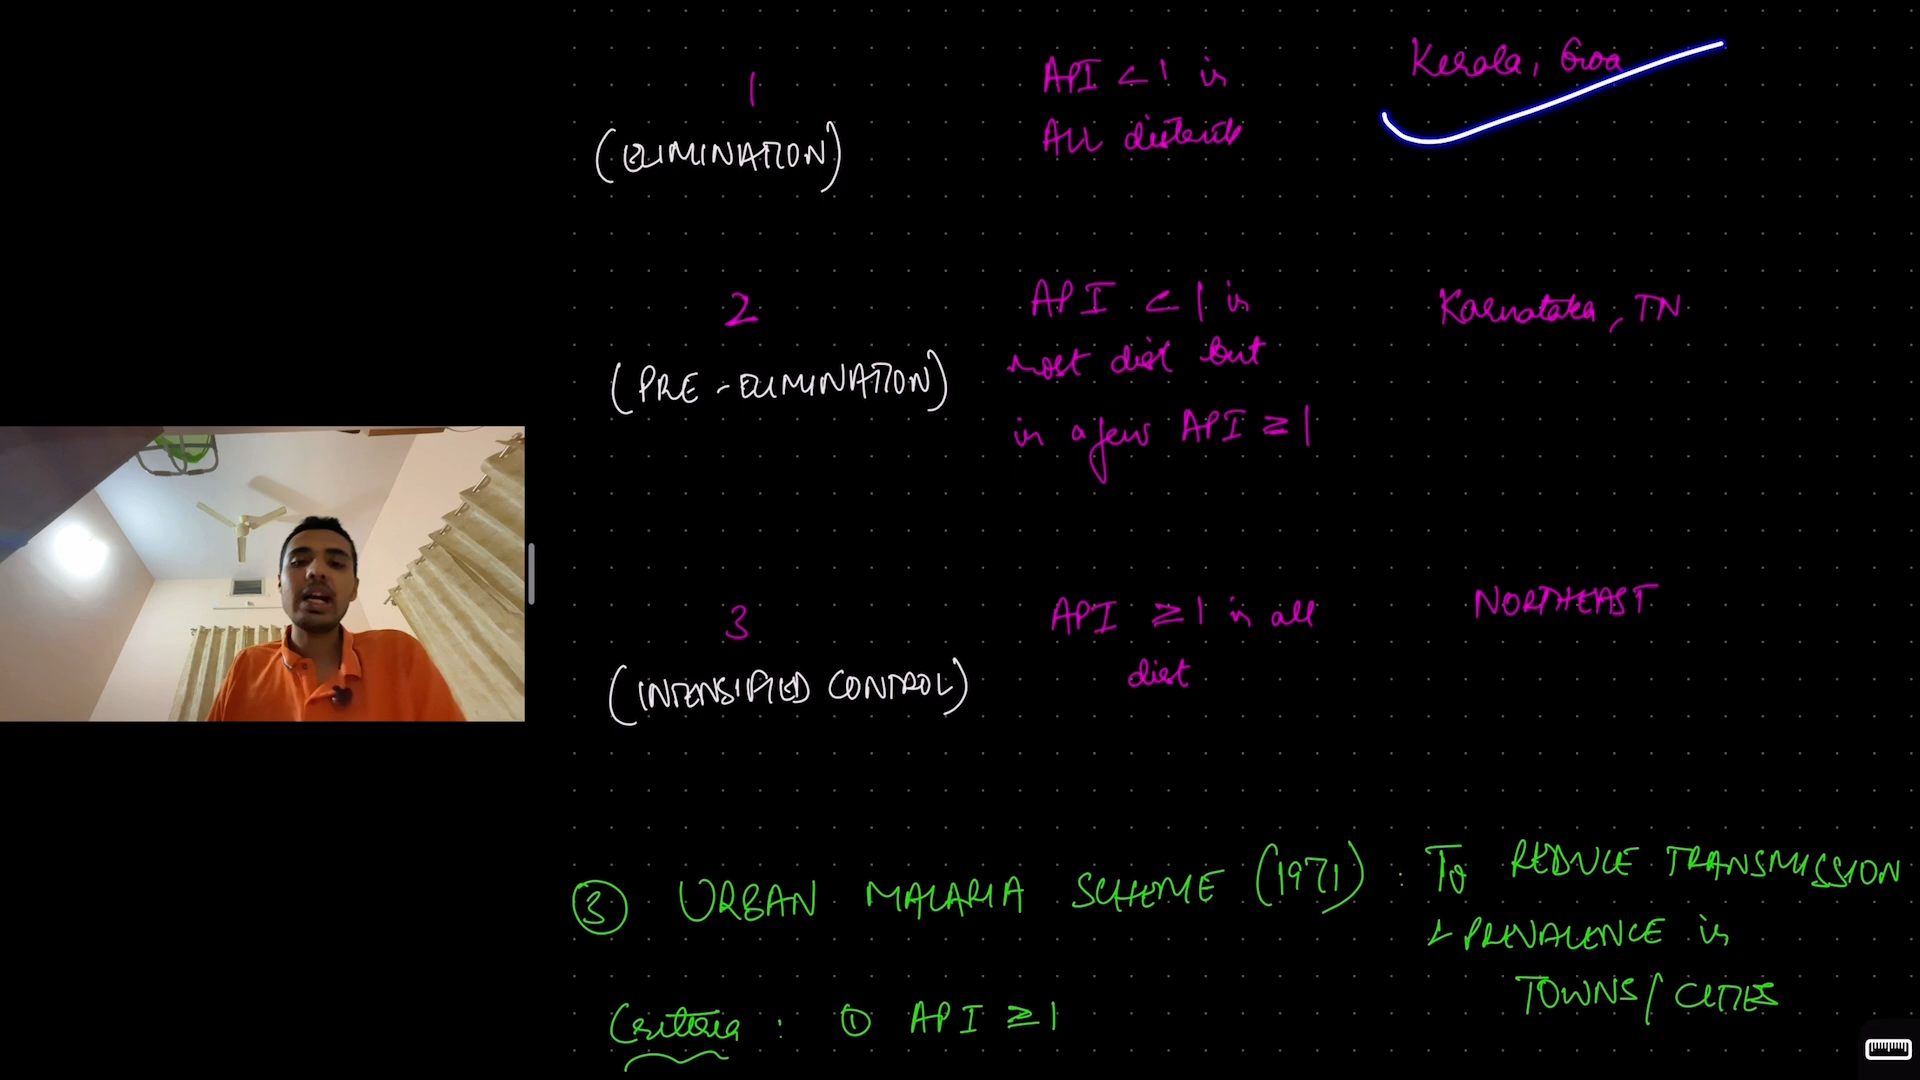 1
(ELIMINATION)
API < 1 in
ALL districts
Kerala, Goa
2
(PRE-ELIMINATION)
API < 1 in
most dist but
in a few API ≥ 1
Karnataka, TN
3
(INTENSIFIED CONTROL)
API ≥ 1 in all
dist
NORTHEAST
③ URBAN MALARIA SCHEME (1971) : To REDUCE TRANSMISSION
+ PREVALENCE in
TOWNS/CITIES
Criteria : ① API ≥ 1